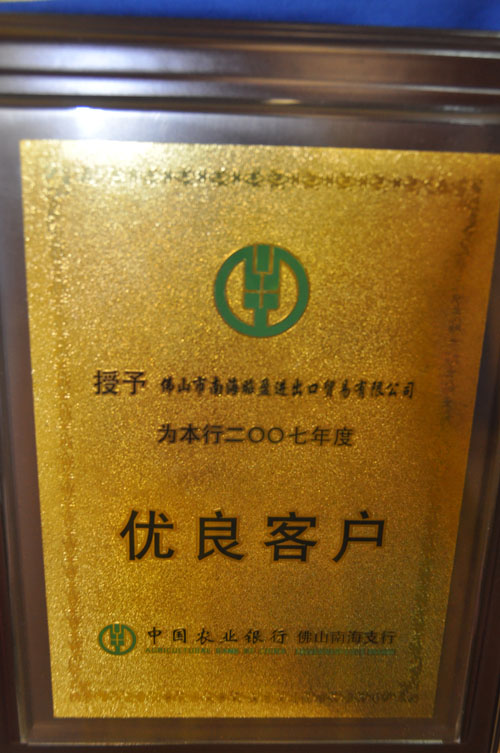 授予 佛山市南海脉盈进出口贸易有限公司
为本行二〇〇七年度
优良客户
中国农业银行 佛山南海支行